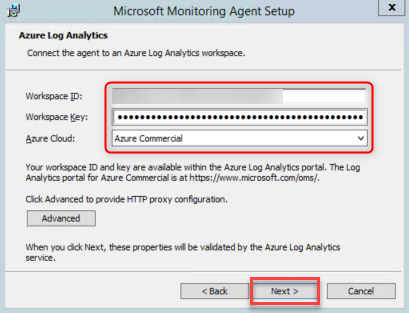 Microsoft Monitoring Agent Setup
x
Azure Log Analytics
Connect the agent to an Azure Log Analytics workspace.
Workspace ID:
Workspace Key: ••••••••••••••••••••••••••••••••••••••••••
Azure Cloud: Azure Commercial
Your workspace ID and key are available within the Azure Log Analytics portal. The Log
Analytics portal for Azure Commercial is at https://www.microsoft.com/oms/.
Click Advanced to provide HTTP proxy configuration.
Advanced
When you click Next, these properties will be validated by the Azure Log Analytics
service.
< Back Next > Cancel